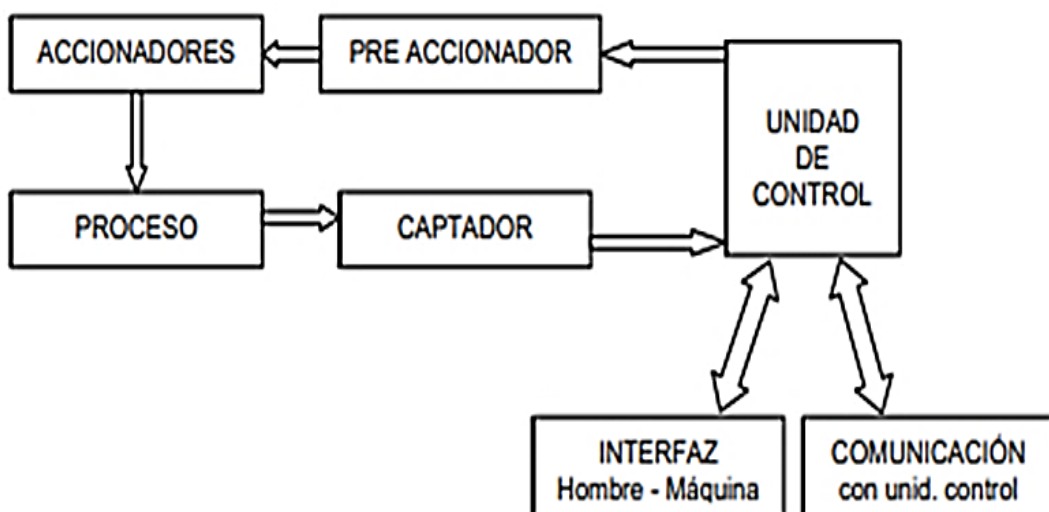 ACCIONADORES
PRE ACCIONADOR
UNIDAD
DE
CONTROL
PROCESO
CAPTADOR
INTERFAZ
Hombre - Máquina
COMUNICACIÓN
con unid. control